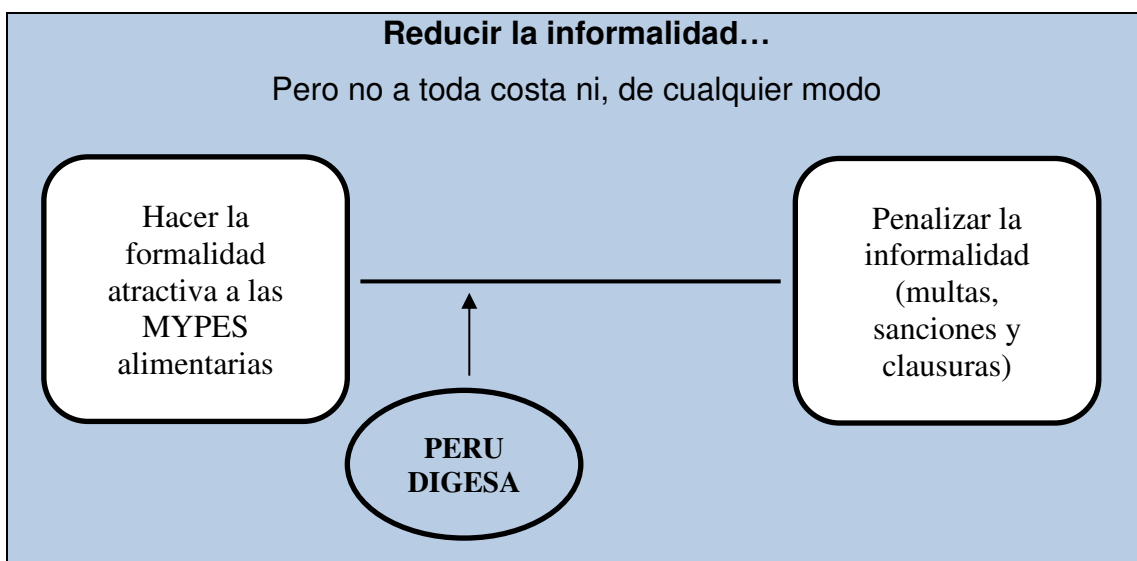 Reducir la informalidad…
Pero no a toda costa ni, de cualquier modo
Hacer la
formalidad
atractiva a las
MYPES
alimentarias
Penalizar la
informalidad
(multas,
sanciones y
clausuras)
PERU
DIGESA